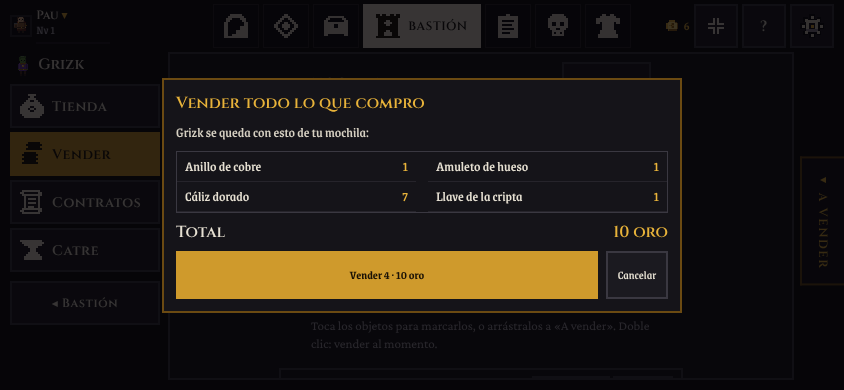 Pau ▾
Nv 1
Bastión
6
?
Grizk
Tienda
Vender
Contratos
Catre
◂ Bastión
Vender todo lo que compro
Grizk se queda con esto de tu mochila:
Anillo de cobre 1
Amuleto de hueso 1
Cáliz dorado 7
Llave de la cripta 1
Total 10 oro
Vender 4 · 10 oro
Cancelar
Toca los objetos para marcarlos, o arrástralos a «A vender». Doble
clic: vender al momento.
◂ A vender